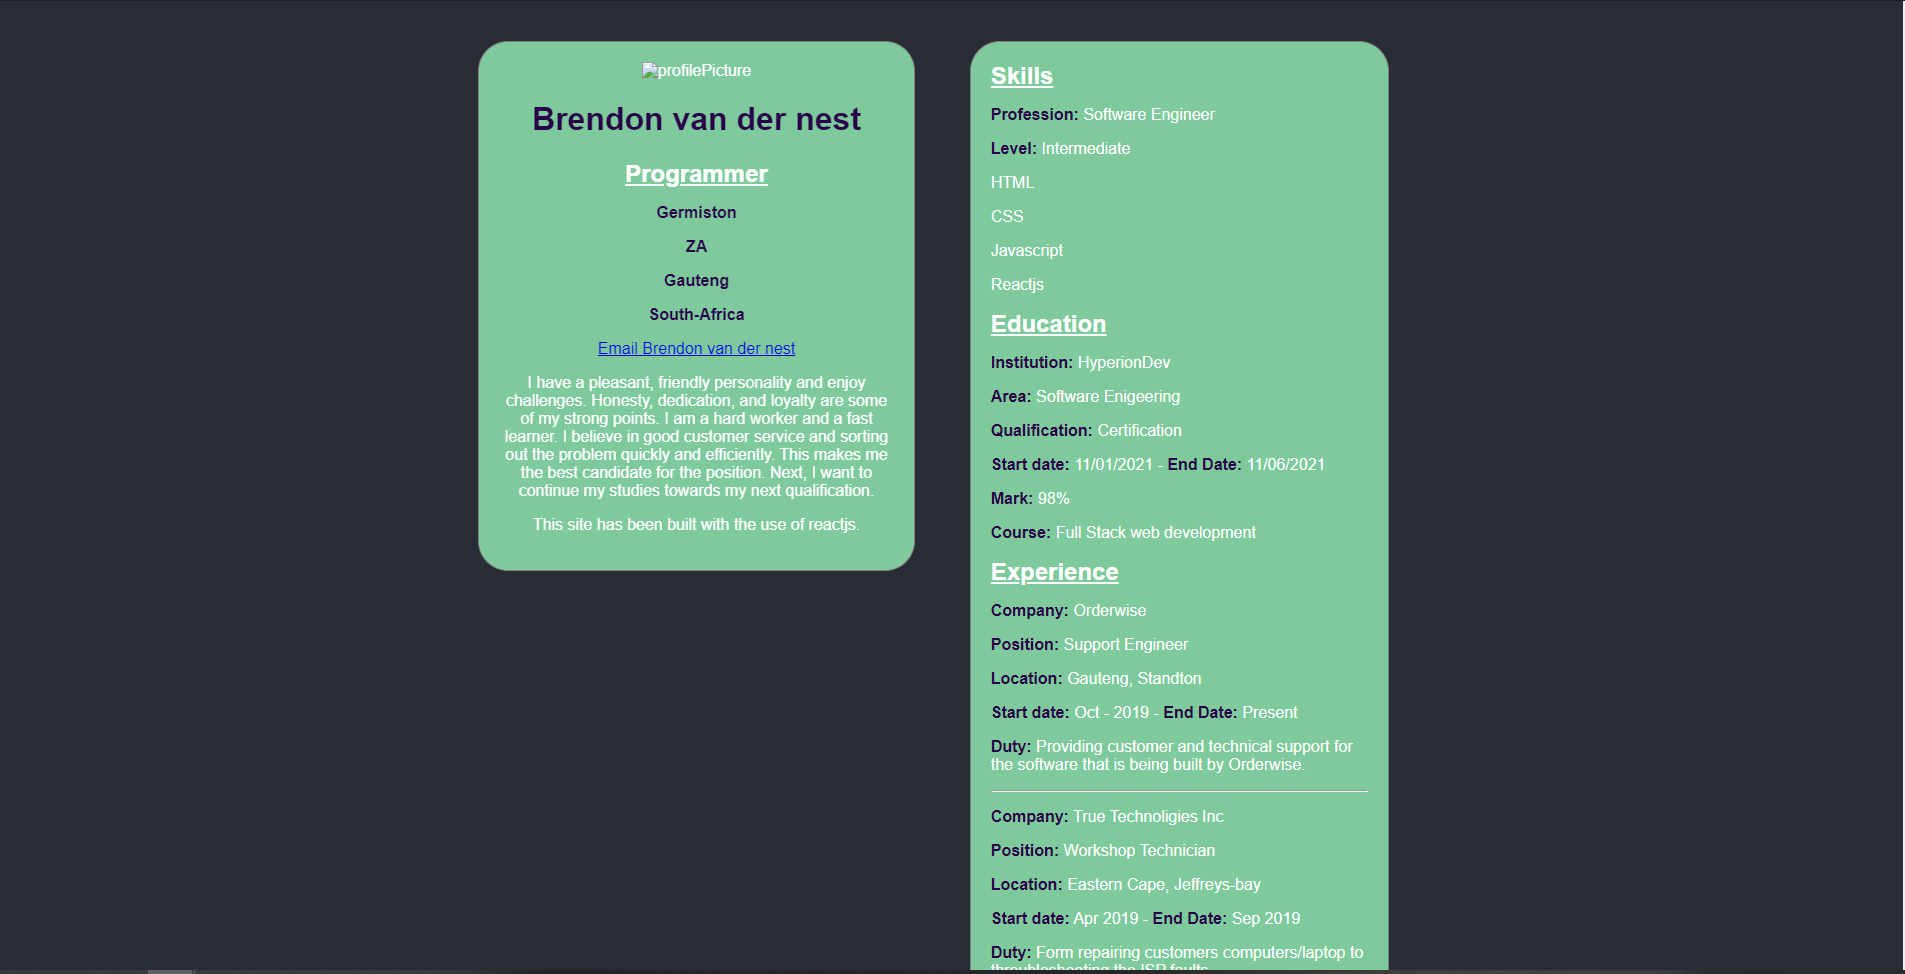 profilePicture
Brendon van der nest
Programmer
Germiston
ZA
Gauteng
South-Africa
Email Brendon van der nest
I have a pleasant, friendly personality and enjoy
challenges. Honesty, dedication, and loyalty are some
of my strong points. I am a hard worker and a fast
learner. I believe in good customer service and sorting
out the problem quickly and efficiently. This makes me
the best candidate for the position. Next, I want to
continue my studies towards my next qualification.
This site has been built with the use of reactjs.
Skills
Profession: Software Engineer
Level: Intermediate
HTML
CSS
Javascript
Reactjs
Education
Institution: HyperionDev
Area: Software Enigeering
Qualification: Certification
Start date: 11/01/2021 - End Date: 11/06/2021
Mark: 98%
Course: Full Stack web development
Experience
Company: Orderwise
Position: Support Engineer
Location: Gauteng, Standton
Start date: Oct - 2019 - End Date: Present
Duty: Providing customer and technical support for
the software that is being built by Orderwise.
Company: True Technoligies Inc
Position: Workshop Technician
Location: Eastern Cape, Jeffreys-bay
Start date: Apr 2019 - End Date: Sep 2019
Duty: Form repairing customers computers/laptop to
the ISP faults